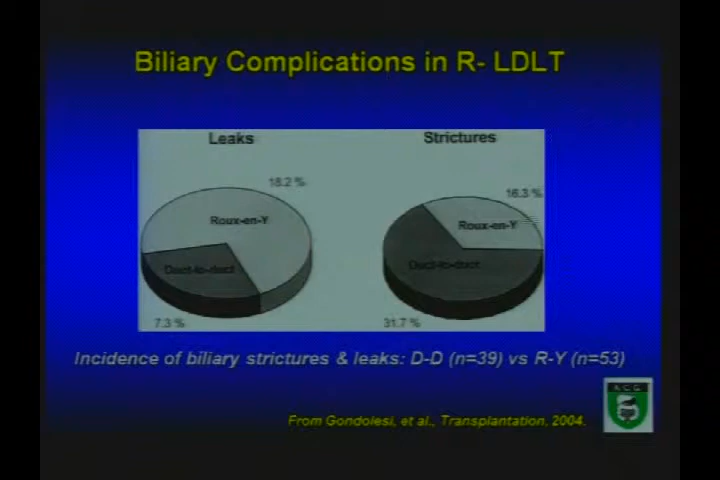 Biliary Complications in R- LDLT
Leaks
Strictures
18.2 %
16.3 %
Roux-en-Y
Roux-en-Y
Duct-to-duct
Duct-to-duct
7.3 %
31.7 %
Incidence of biliary strictures & leaks: D-D (n=39) vs R-Y (n=53)
A C G
From Gondolesi, et al., Transplantation, 2004.